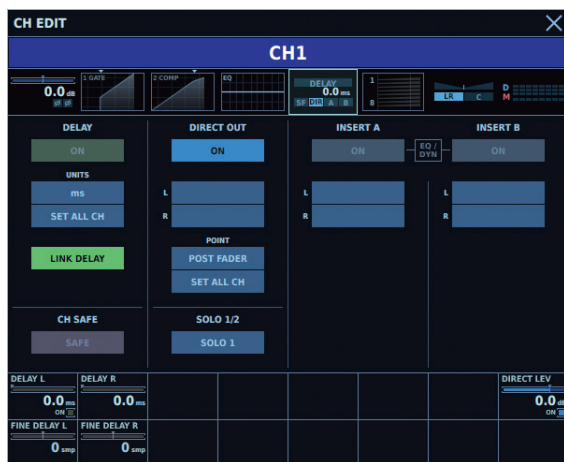 CH EDIT
CH1
0.0 dB
Ø Ø
1 GATE
2 COMP
EQ
DELAY
0.0 ms
SF DIR A B
1
8
LR C
D
M
DELAY
DIRECT OUT
INSERT A
INSERT B
ON
ON
ON
EQ /
DYN
ON
UNITS
ms
L
L
L
SET ALL CH
R
R
R
POINT
LINK DELAY
POST FADER
SET ALL CH
CH SAFE
SOLO 1/2
SAFE
SOLO 1
DELAY L
DELAY R
DIRECT LEV
0.0 ms
0.0 ms
0.0 d
ON
ON
FINE DELAY L
FINE DELAY R
0 smp
0 smp